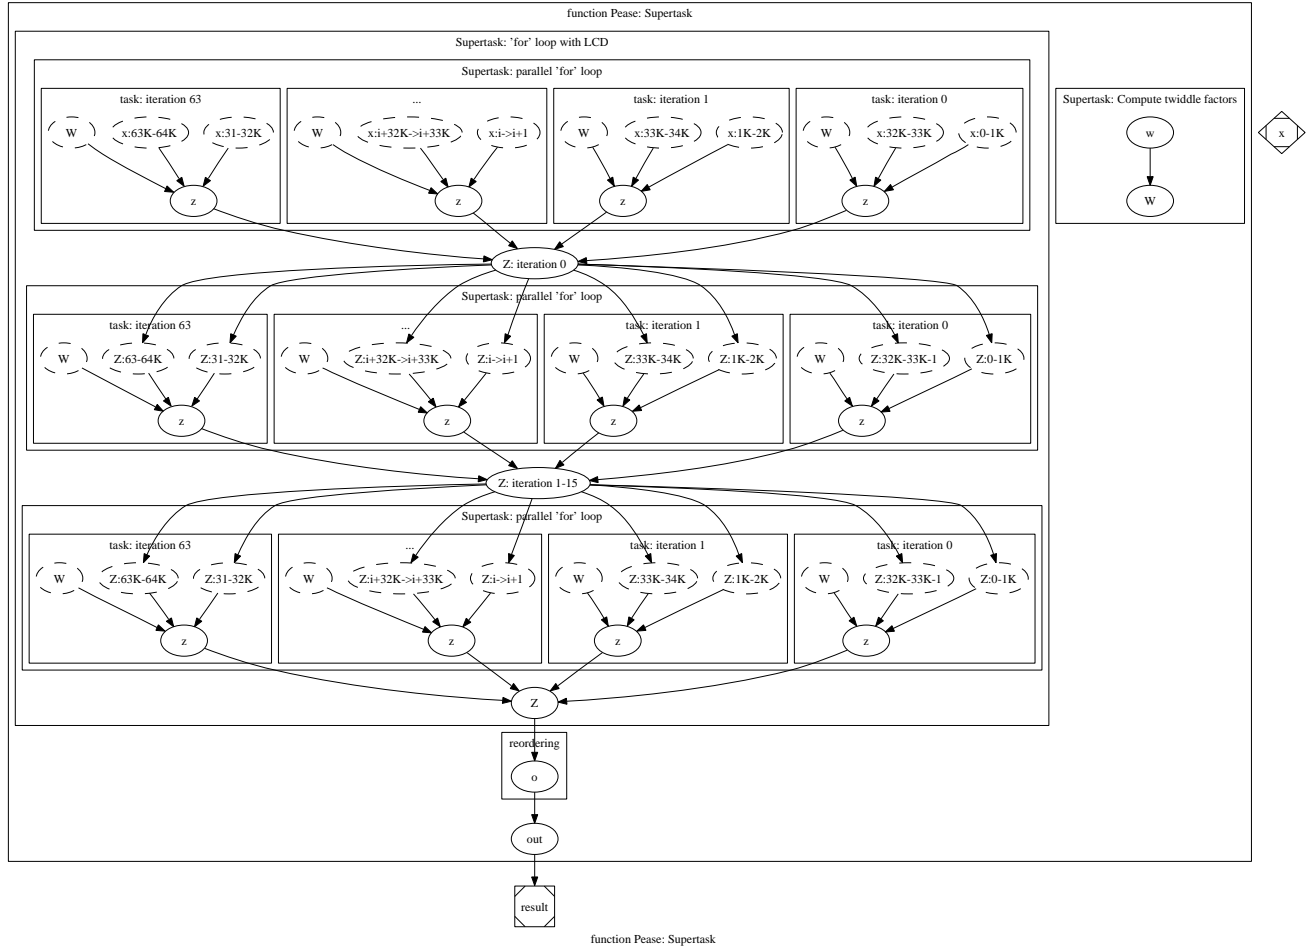 function Pease: Supertask
Supertask: 'for' loop with LCD
Supertask: parallel 'for' loop
task: iteration 63
...
task: iteration 1
task: iteration 0
Supertask: Compute twiddle factors
W
x:63K-64K
x:31-32K
W
x:i+32K->i+33K
x:i->i+1
W
x:33K-34K
x:1K-2K
W
x:32K-33K
x:0-1K
w
x
z
z
z
z
W
Z: iteration 0
Supertask: parallel 'for' loop
task: iteration 63
...
task: iteration 1
task: iteration 0
W
Z:63-64K
Z:31-32K
W
Z:i+32K->i+33K
Z:i->i+1
W
Z:33K-34K
Z:1K-2K
W
Z:32K-33K-1
Z:0-1K
z
z
z
z
Z: iteration 1-15
Supertask: parallel 'for' loop
task: iteration 63
...
task: iteration 1
task: iteration 0
W
Z:63K-64K
Z:31-32K
W
Z:i+32K->i+33K
Z:i->i+1
W
Z:33K-34K
Z:1K-2K
W
Z:32K-33K-1
Z:0-1K
z
z
z
z
Z
reordering
o
out
result
function Pease: Supertask